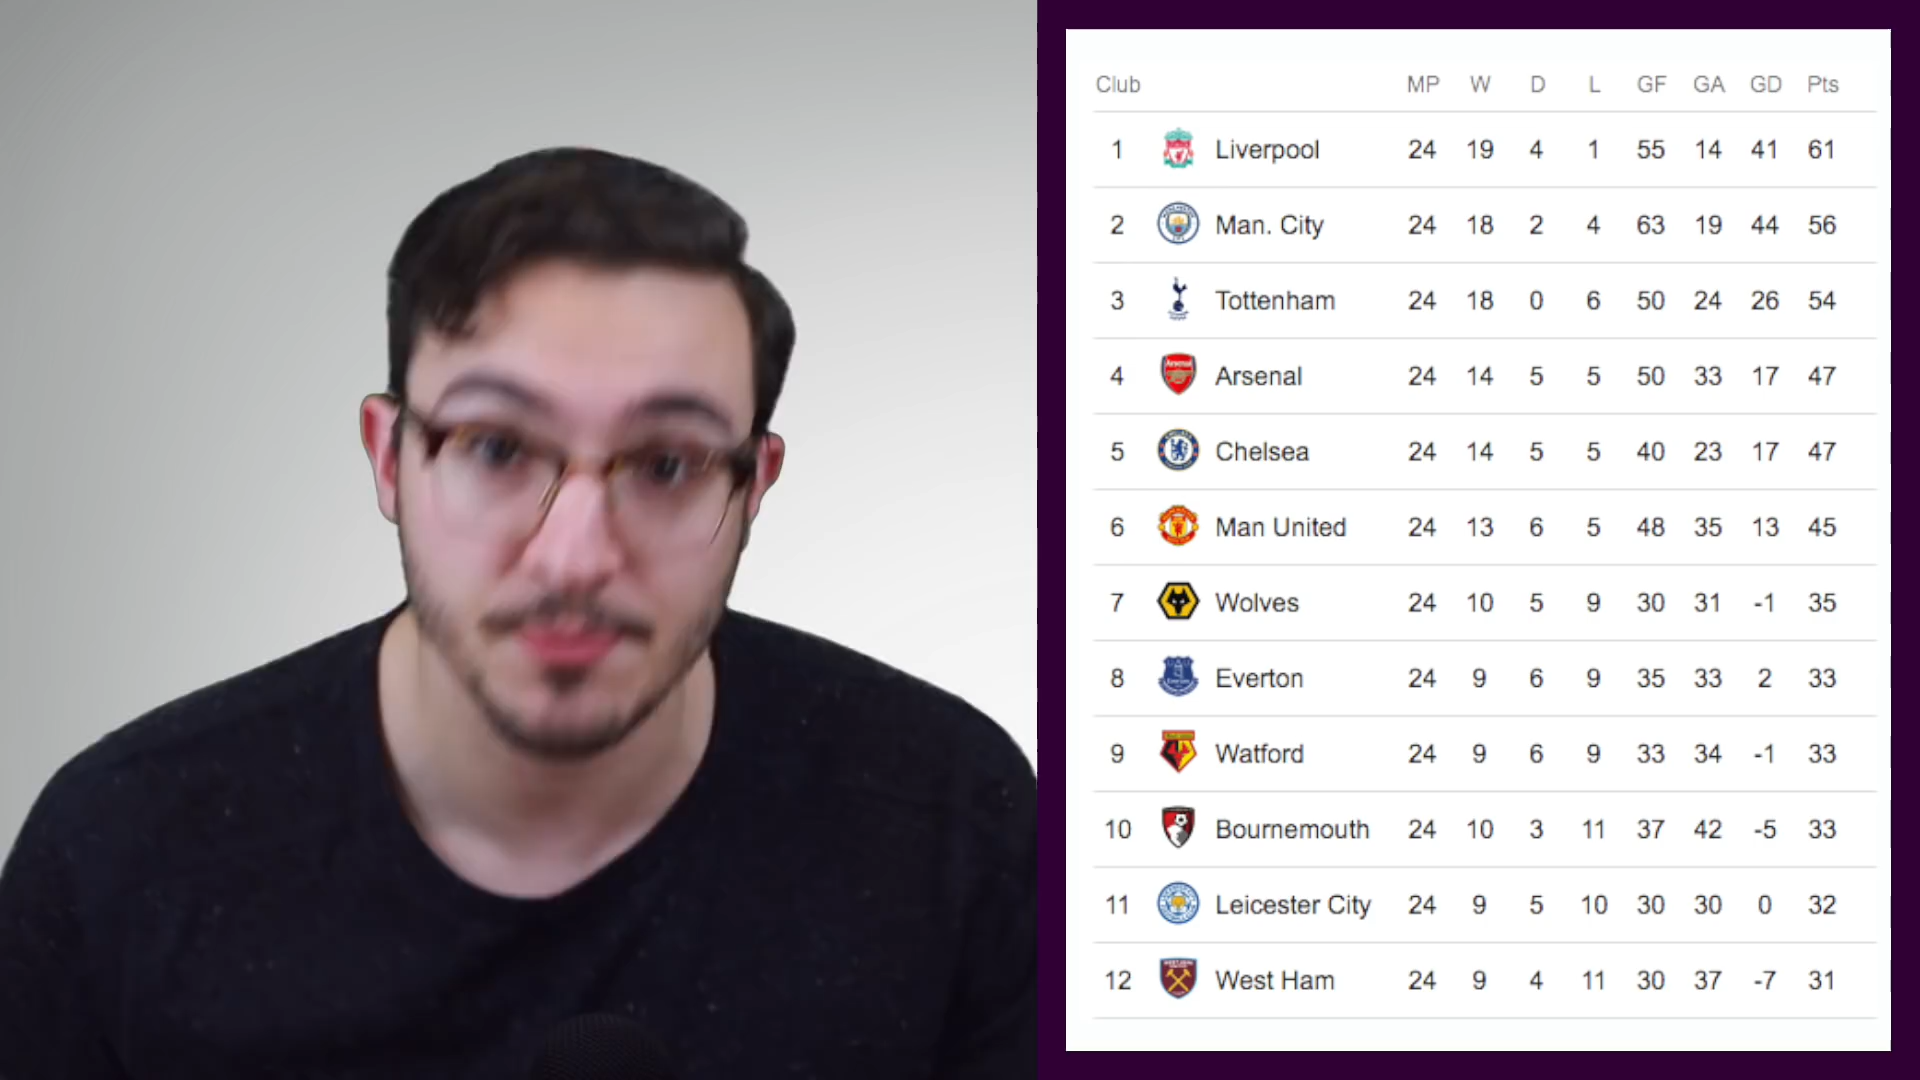 Club MP W D L GF GA GD Pts
1 Liverpool 24 19 4 1 55 14 41 61
2 Man. City 24 18 2 4 63 19 44 56
3 Tottenham 24 18 0 6 50 24 26 54
4 Arsenal 24 14 5 5 50 33 17 47
5 Chelsea 24 14 5 5 40 23 17 47
6 Man United 24 13 6 5 48 35 13 45
7 Wolves 24 10 5 9 30 31 -1 35
8 Everton 24 9 6 9 35 33 2 33
9 Watford 24 9 6 9 33 34 -1 33
10 Bournemouth 24 10 3 11 37 42 -5 33
11 Leicester City 24 9 5 10 30 30 0 32
12 West Ham 24 9 4 11 30 37 -7 31